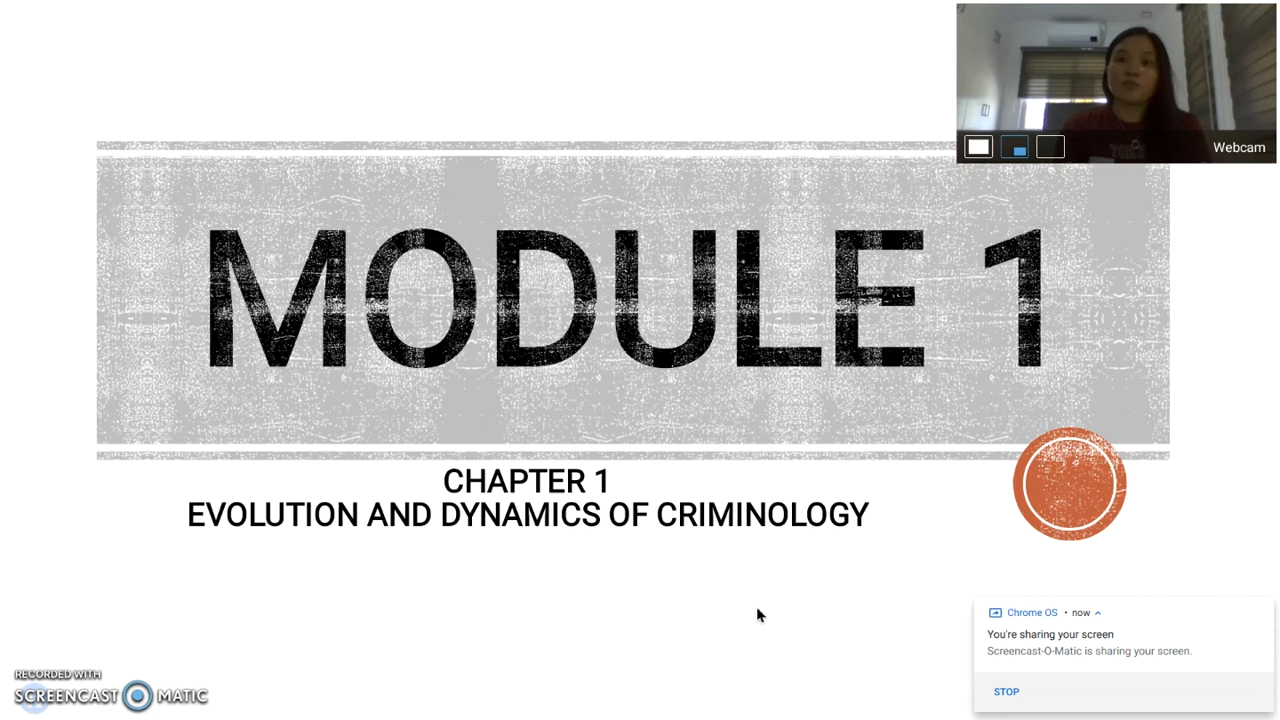 Webcam
MODULE 1
CHAPTER 1
EVOLUTION AND DYNAMICS OF CRIMINOLOGY
Chrome OS • now
You're sharing your screen
Screencast-O-Matic is sharing your screen.
STOP
RECORDED WITH
SCREENCAST MATIC